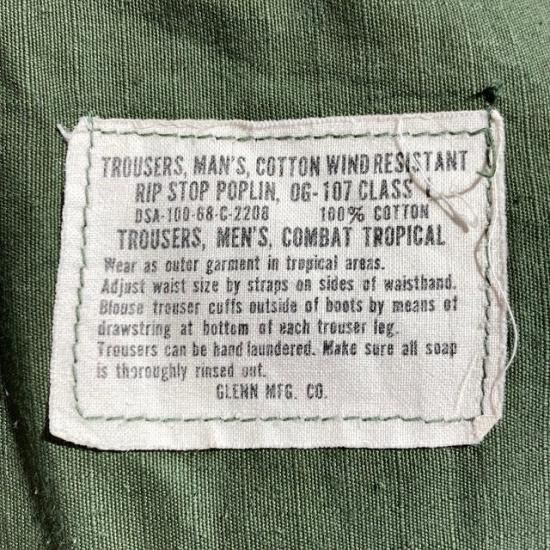 TROUSERS, MAN'S, COTTON WIND RESISTANT
RIP STOP POPLIN, OG-107 CLASS 1
DSA-100-68-C-2208 100% COTTON
TROUSERS, MEN'S, COMBAT TROPICAL
Wear as outer garment in tropical areas.
Adjust waist size by straps on sides of waistband.
Blouse trouser cuffs outside of boots by means of
drawstring at bottom of each trouser leg.
Trousers can be hand laundered. Make sure all soap
is thoroughly rinsed out.
GLENN MFG. CO.